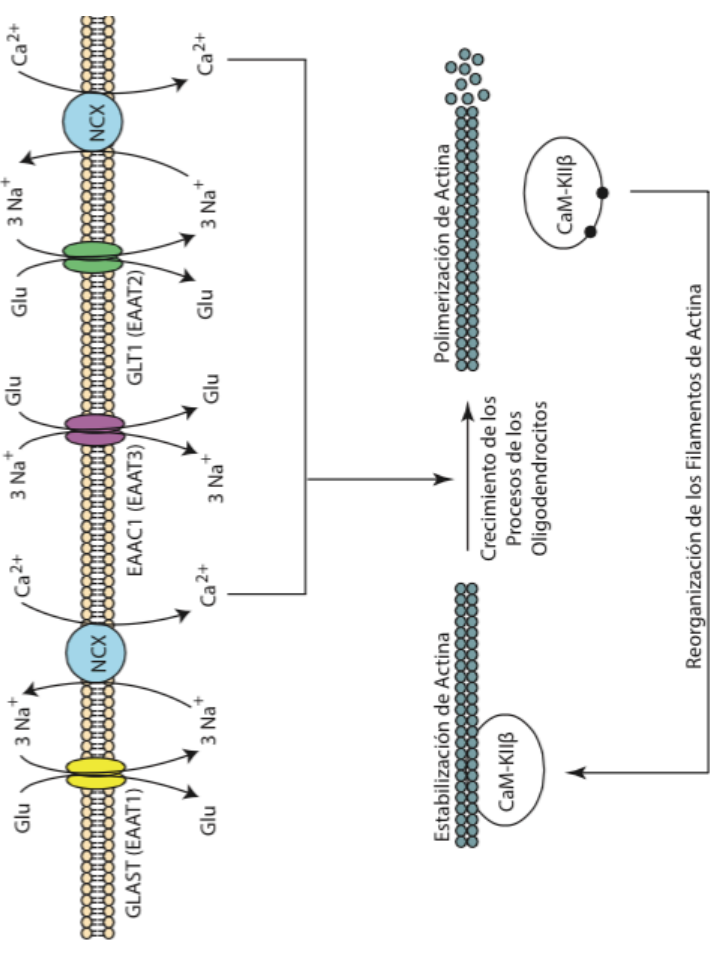 Glu
3 Na⁺
Ca²⁺
3 Na⁺
Glu
Glu
3 Na⁺
Ca²⁺
NCX
NCX
GLAST (EAAT1)
EAAC1 (EAAT3)
GLT1 (EAAT2)
Glu
3 Na⁺
Ca²⁺
3 Na⁺
Glu
Glu
3 Na⁺
Ca²⁺
Estabilización de Actina
CaM-KIIβ
Crecimiento de los
Procesos de los
Oligodendrocitos
Polimerización de Actina
CaM-KIIβ
Reorganización de los Filamentos de Actina